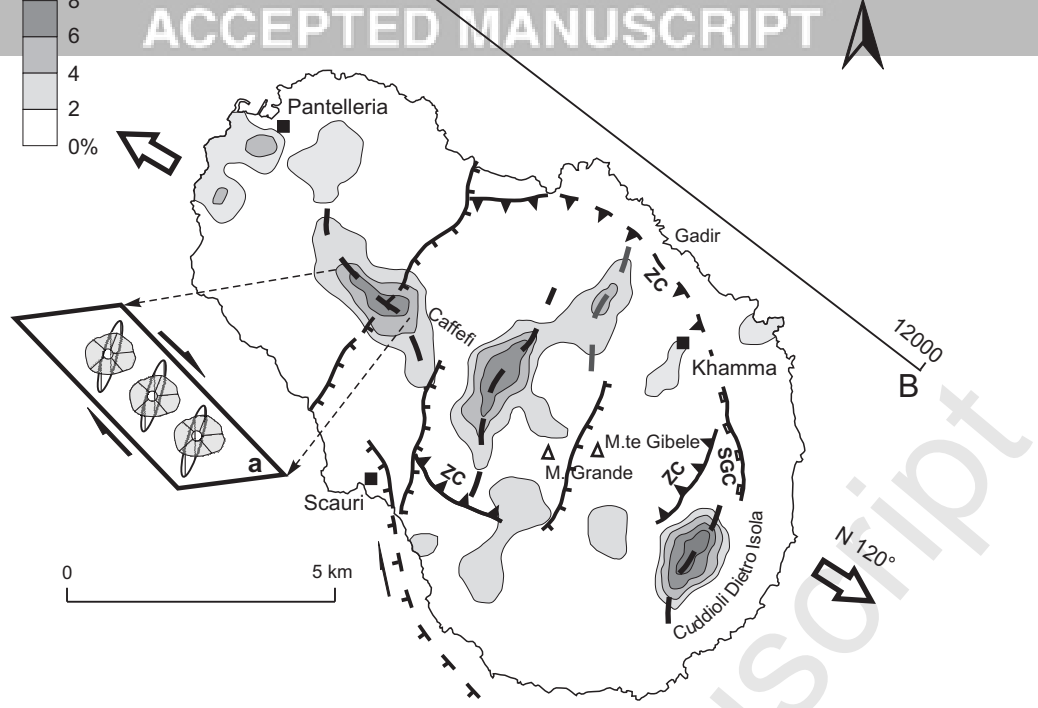 8
ACCEPTED MANUSCRIPT
6
4
2
0%
Pantelleria
Gadir
ZC
12000
B
Caffefi
Khamma
a
M.te Gibele
M. Grande
ZC
ZC
SGC
Scauri
N 120°
Cuddioli Dietro Isola
0
5 km
uscript